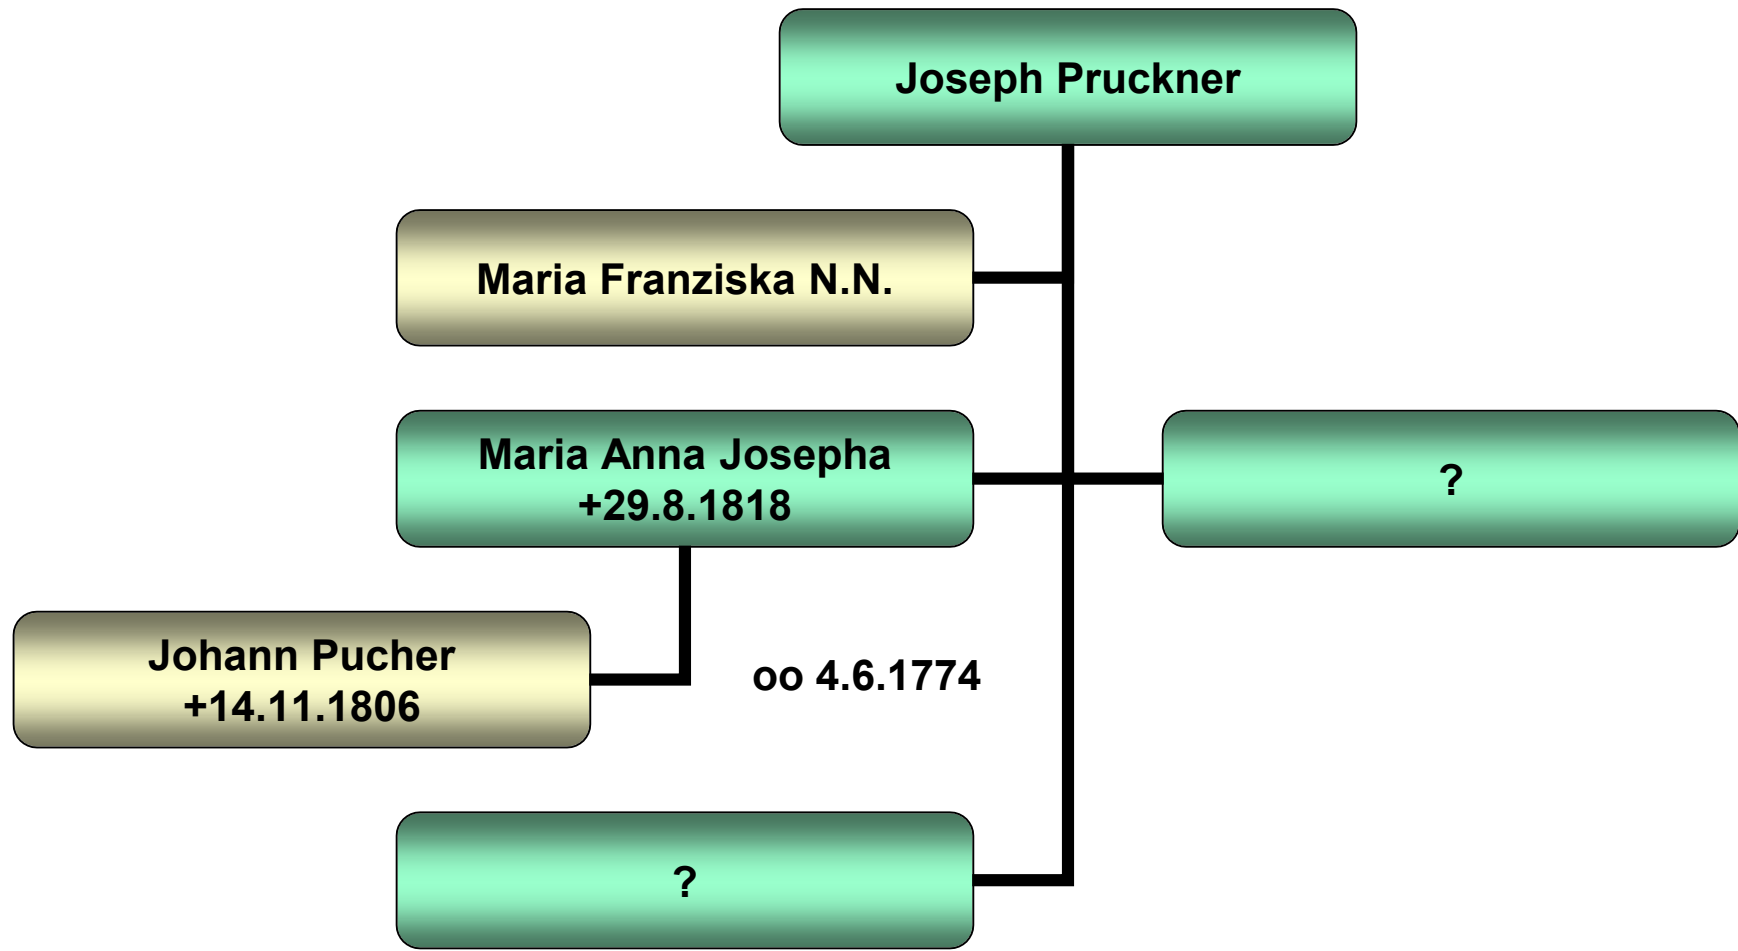 Joseph Pruckner
Maria Franziska N.N.
Maria Anna Josepha
+29.8.1818
?
Johann Pucher
+14.11.1806
oo 4.6.1774
?